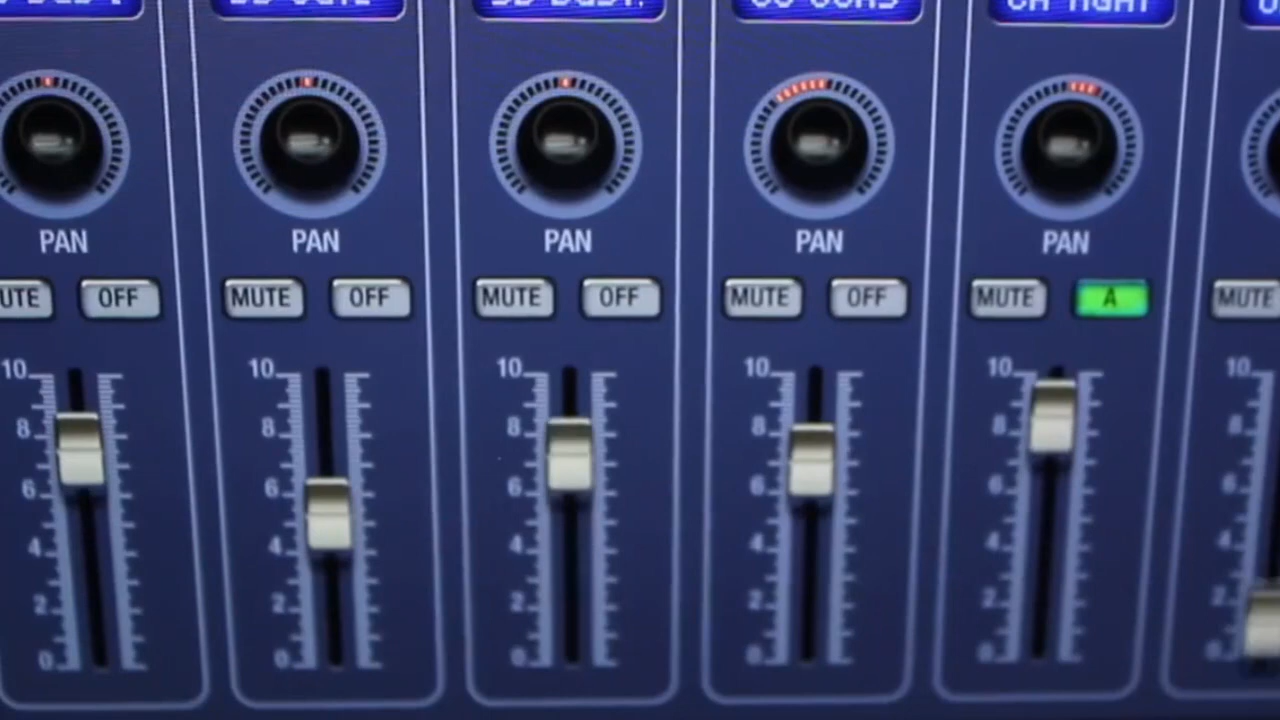 PAN PAN PAN PAN PAN
UTE OFF MUTE OFF MUTE OFF MUTE OFF MUTE A MUTE
10 10 10 10 10 10
8 8 8 8 8 8
6 6 6 6 6 6
4 4 4 4 4 4
2 2 2 2 2 2
0 0 0 0 0 0